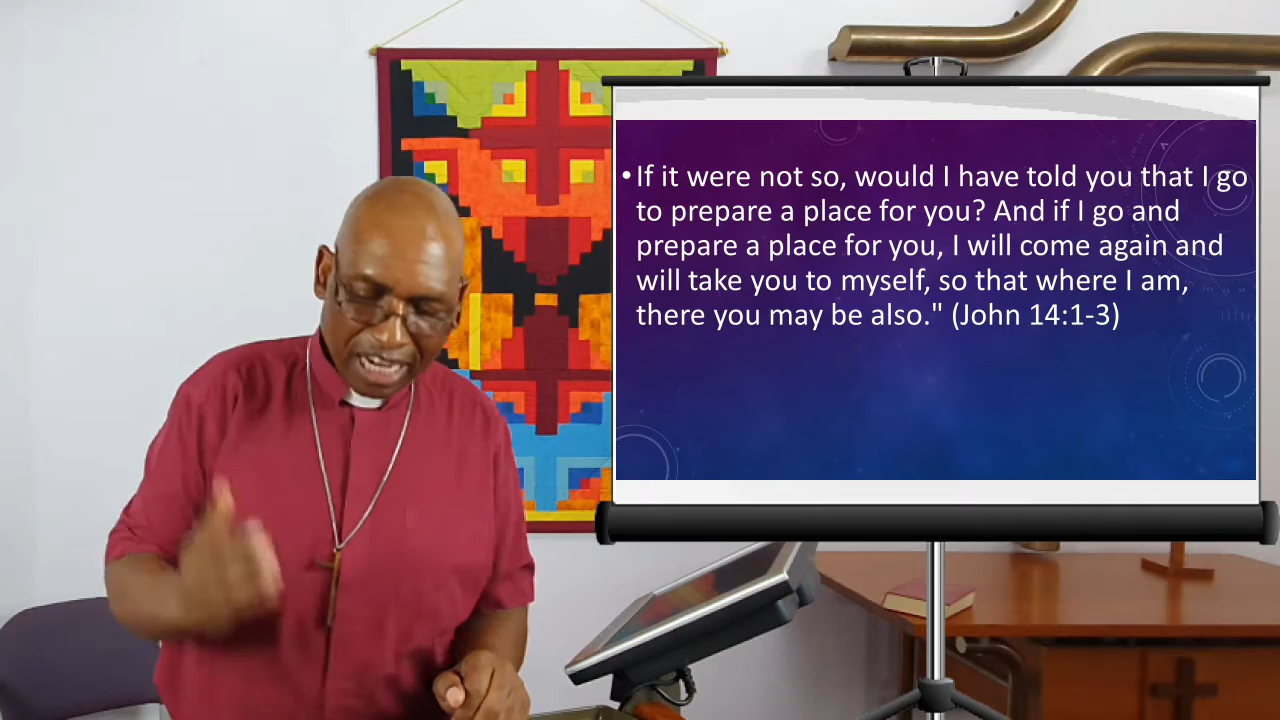 •If it were not so, would I have told you that I go
to prepare a place for you? And if I go and
prepare a place for you, I will come again and
will take you to myself, so that where I am,
there you may be also." (John 14:1-3)